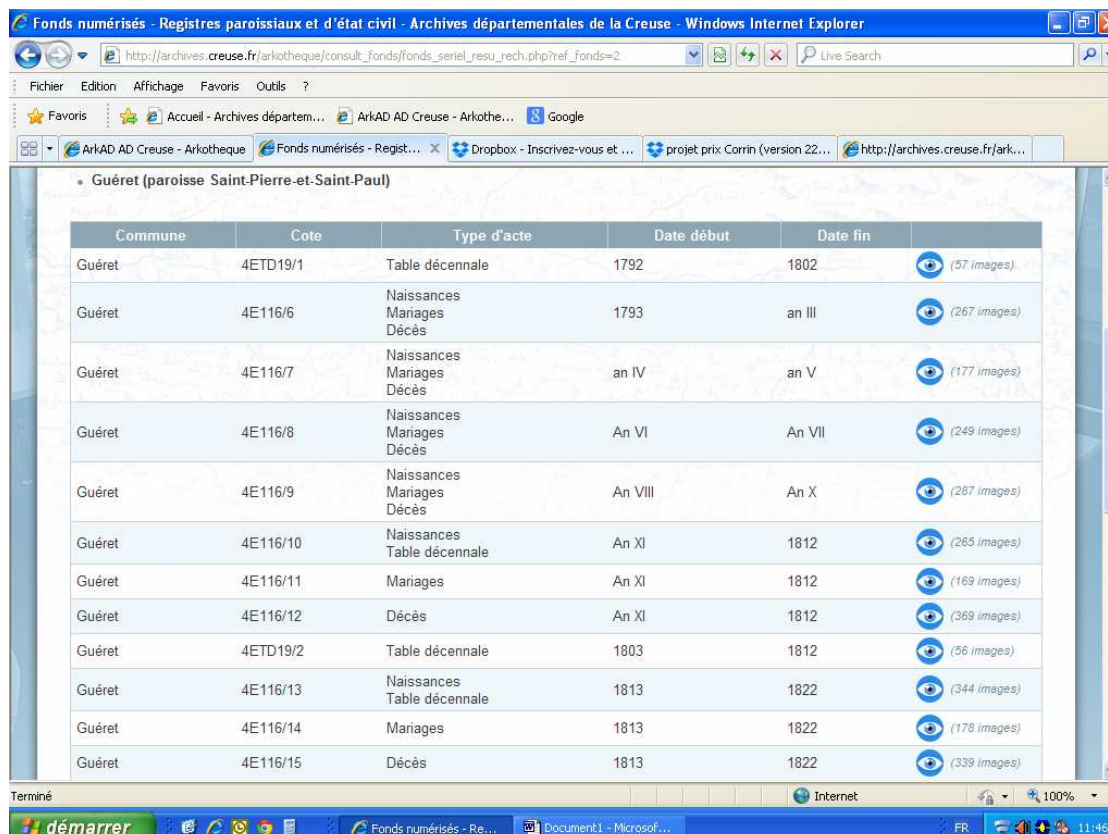 Fonds numérisés - Registres paroissiaux et d'état civil - Archives départementales de la Creuse - Windows Internet Explorer
http://archives.creuse.fr/arkotheque/consult_fonds/fonds_seriel_resu_rech.php?ref_fonds=2 Live Search
Fichier Edition Affichage Favoris Outils ?
Favoris Accueil - Archives départem... ArkAD AD Creuse - Arkothe... Google
ArkAD AD Creuse - Arkotheque Fonds numérisés - Regist... X Dropbox - Inscrivez-vous et ... projet prix Corrin (version 22... http://archives.creuse.fr/ark...
Guéret (paroisse Saint-Pierre-et-Saint-Paul)
Commune Cote Type d'acte Date début Date fin
Guéret 4ETD19/1 Table décennale 1792 1802 (57 images)
Naissances
Guéret 4E116/6 Mariages 1793 an III (267 images)
Décès
Naissances
Guéret 4E116/7 Mariages an IV an V (177 images)
Décès
Naissances
Guéret 4E116/8 Mariages An VI An VII (249 images)
Décès
Naissances
Guéret 4E116/9 Mariages An VIII An X (287 images)
Décès
Naissances
Guéret 4E116/10 An XI 1812 (265 images)
Table décennale
Guéret 4E116/11 Mariages An XI 1812 (169 images)
Guéret 4E116/12 Décès An XI 1812 (369 images)
Guéret 4ETD19/2 Table décennale 1803 1812 (56 images)
Naissances
Guéret 4E116/13 1813 1822 (344 images)
Table décennale
Guéret 4E116/14 Mariages 1813 1822 (178 images)
Guéret 4E116/15 Décès 1813 1822 (339 images)
Terminé Internet 100%
démarrer Fonds numérisés - Re... Document1 - Microsof... FR 11:46